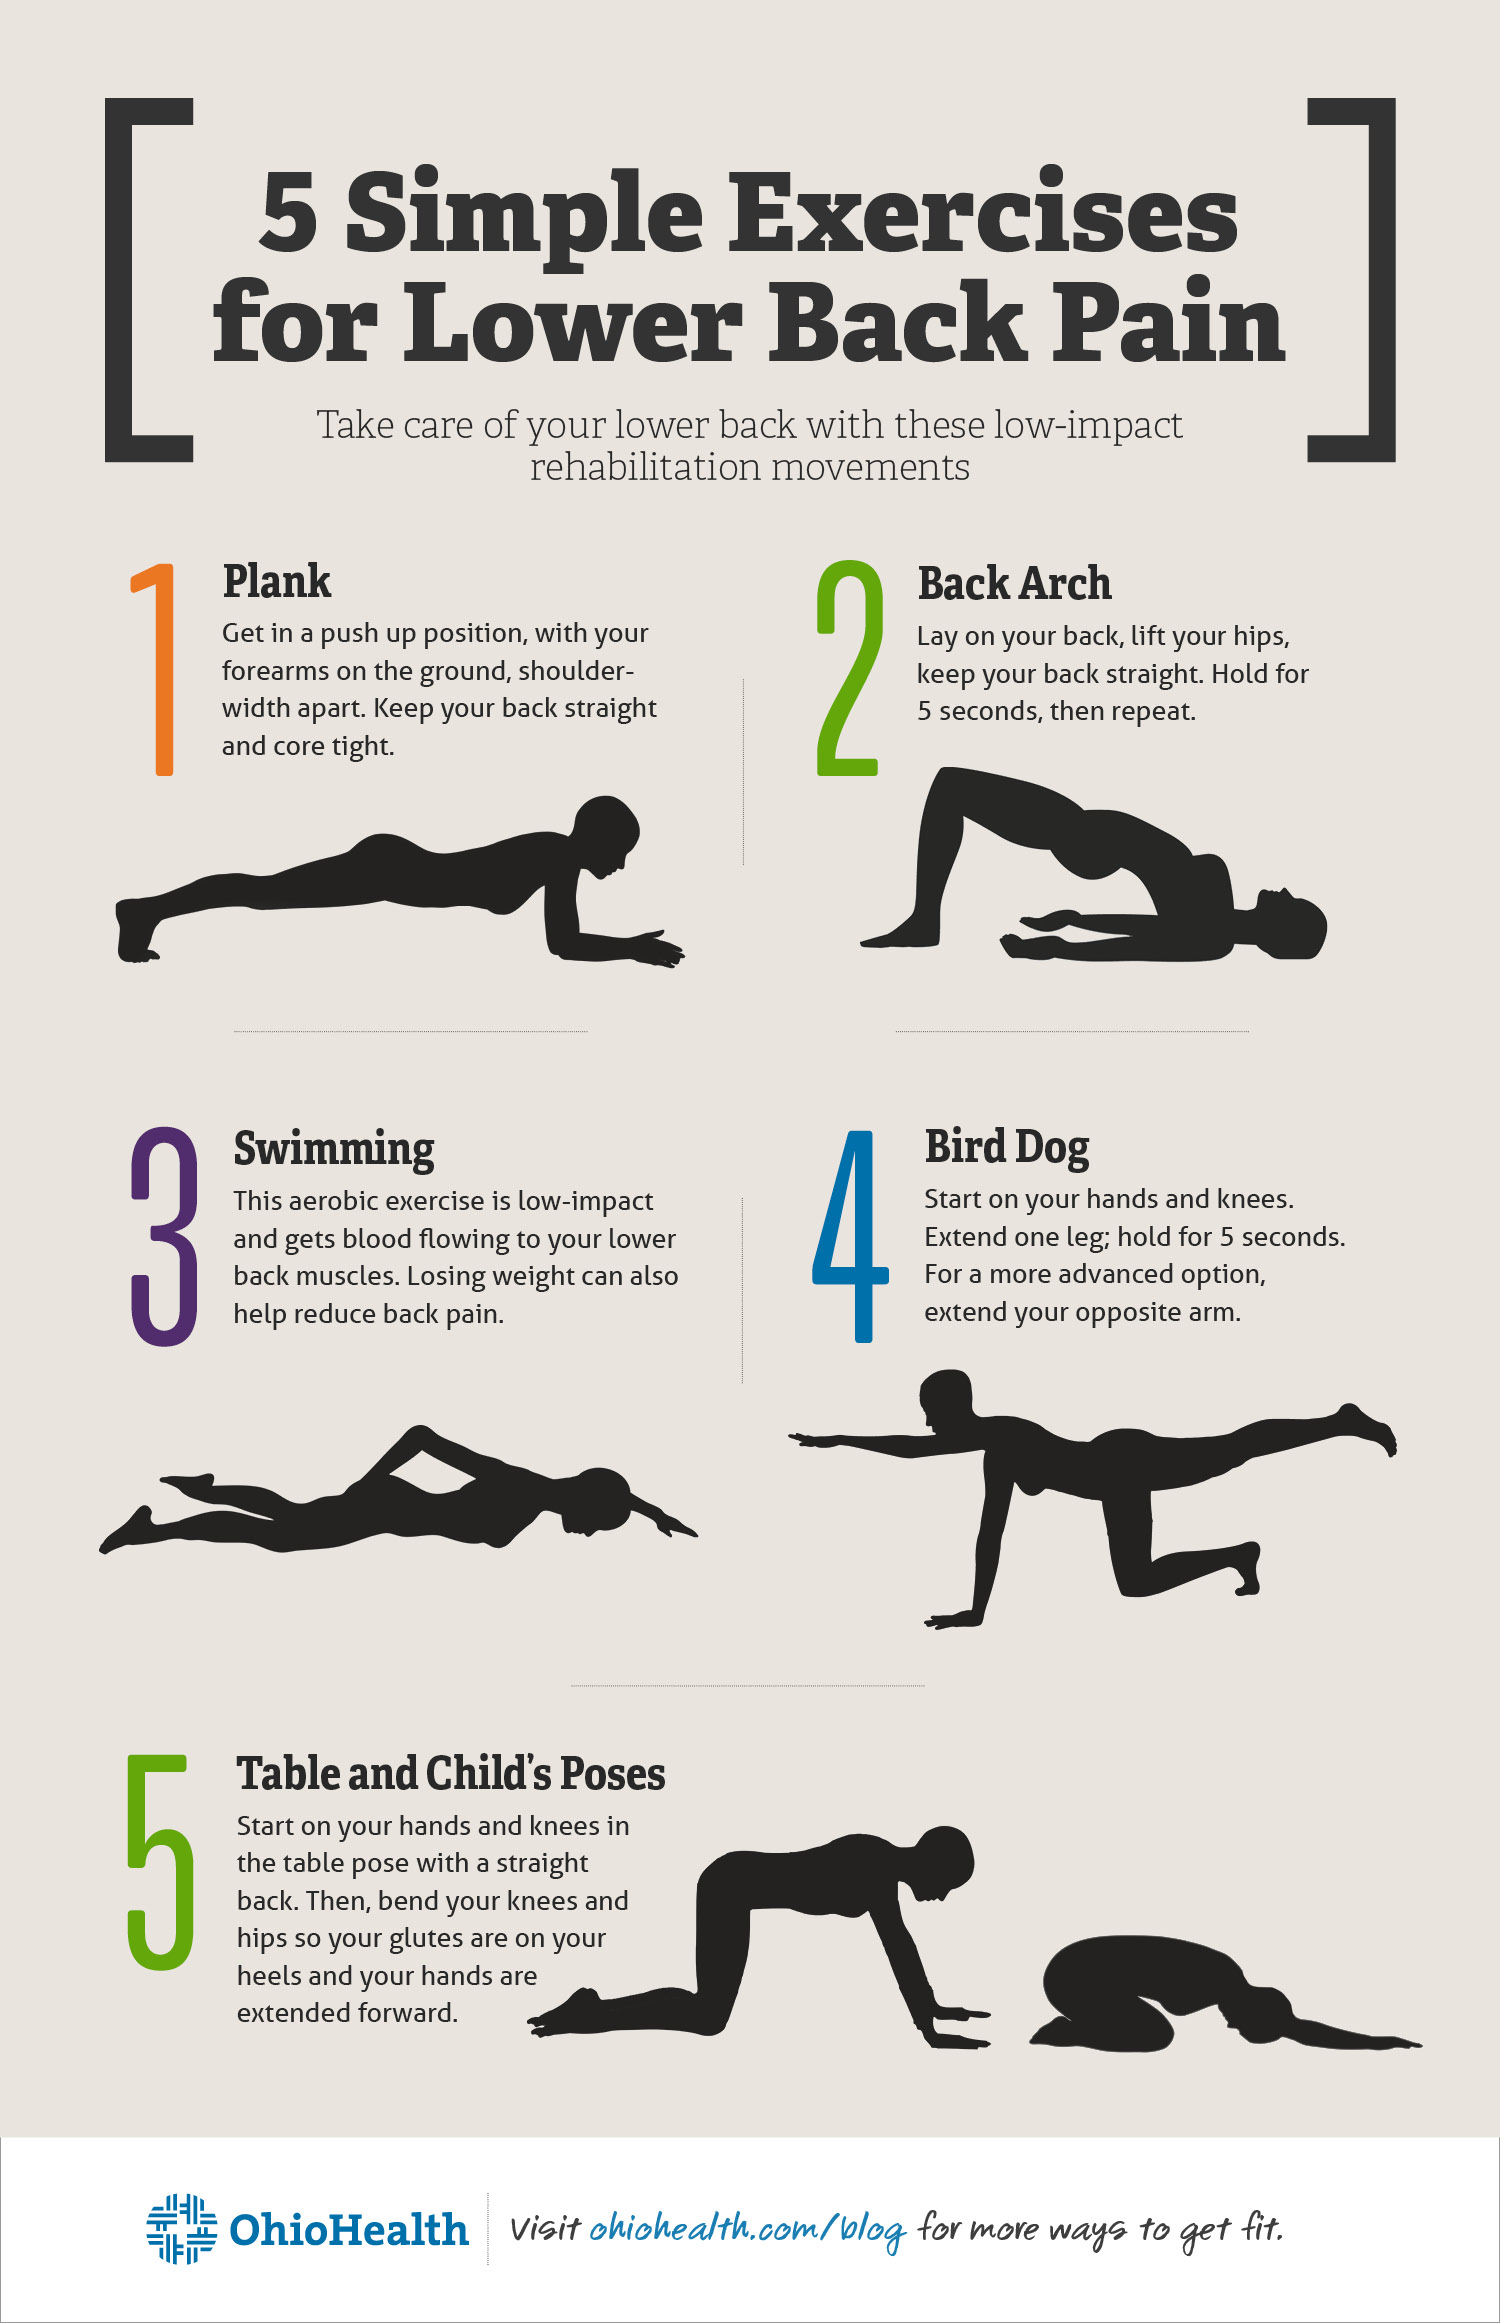 5 Simple Exercises
for Lower Back Pain
Take care of your lower back with these low-impact
rehabilitation movements
1
Plank
Get in a push up position, with your
forearms on the ground, shoulder-
width apart. Keep your back straight
and core tight.
2
Back Arch
Lay on your back, lift your hips,
keep your back straight. Hold for
5 seconds, then repeat.
3
Swimming
This aerobic exercise is low-impact
and gets blood flowing to your lower
back muscles. Losing weight can also
help reduce back pain.
4
Bird Dog
Start on your hands and knees.
Extend one leg; hold for 5 seconds.
For a more advanced option,
extend your opposite arm.
5
Table and Child's Poses
Start on your hands and knees in
the table pose with a straight
back. Then, bend your knees and
hips so your glutes are on your
heels and your hands are
extended forward.
OhioHealth
Visit ohiohealth.com/blog for more ways to get fit.